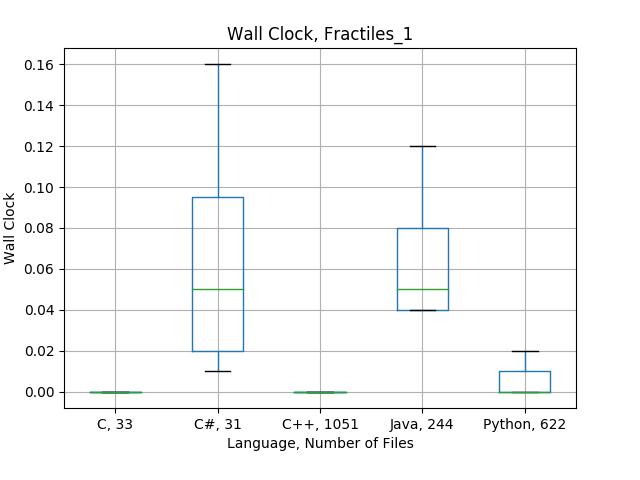 Wall Clock, Fractiles_1
0.16
0.14
0.12
0.10
0.08
0.06
0.04
0.02
0.00
Wall Clock
C, 33
C#, 31
C++, 1051
Java, 244
Python, 622
Language, Number of Files